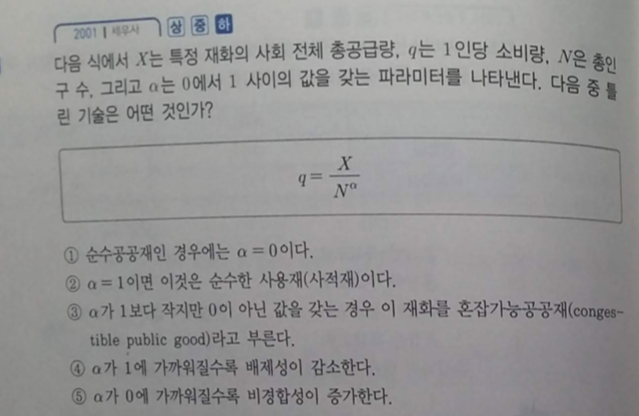 2001 | 세무사 상 중 하
다음 식에서 X는 특정 재화의 사회 전체 총공급량, q는 1인당 소비량, N은 총인
구 수, 그리고 α는 0에서 1 사이의 값을 갖는 파라미터를 나타낸다. 다음 중 틀
린 기술은 어떤 것인가?
q = X / N^α
① 순수공공재인 경우에는 α = 0이다.
② α = 1이면 이것은 순수한 사용재(사적재)이다.
③ α가 1보다 작지만 0이 아닌 값을 갖는 경우 이 재화를 혼잡가능공공재(conges-
tible public good)라고 부른다.
④ α가 1에 가까워질수록 배제성이 감소한다.
⑤ α가 0에 가까워질수록 비경합성이 증가한다.